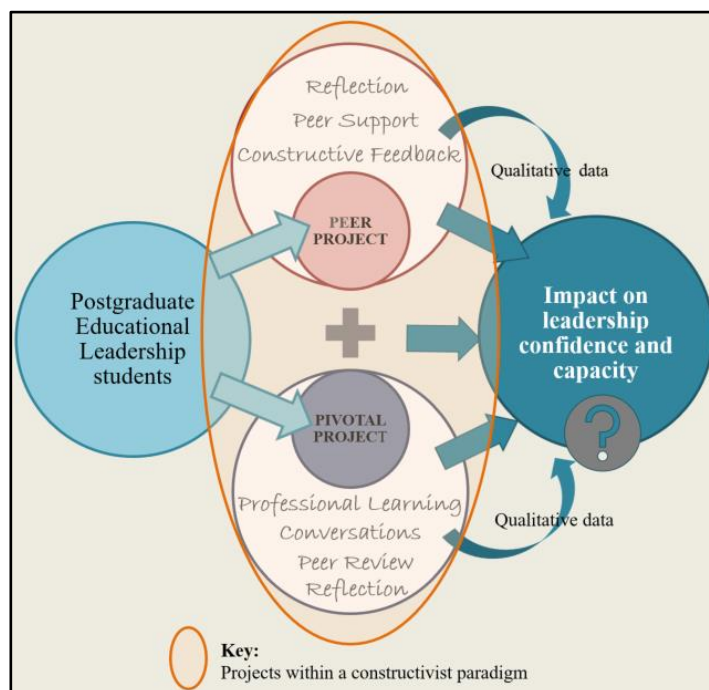 Reflection
Peer Support
Constructive Feedback
PEER
PROJECT
Qualitative data
Postgraduate
Educational
Leadership
students
Impact on
leadership
confidence and
capacity
?
PIVOTAL
PROJECT
Professional Learning
Conversations
Peer Review
Reflection
Qualitative data
Key:
Projects within a constructivist paradigm